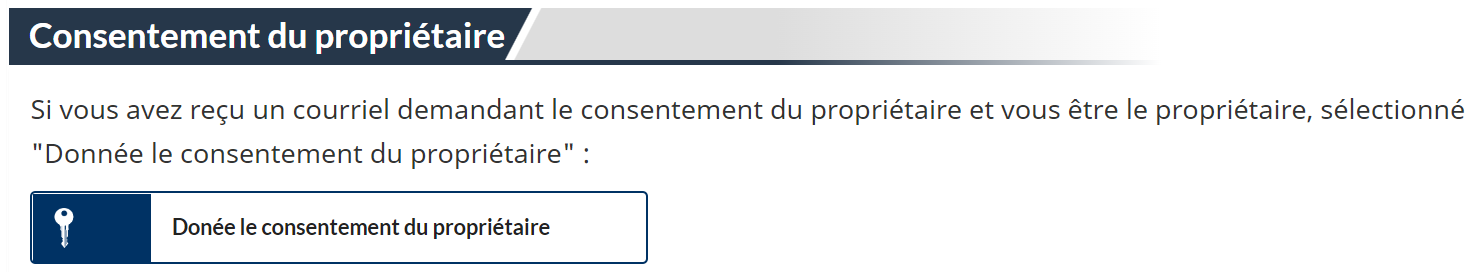 Consentement du propriétaire
Si vous avez reçu un courriel demandant le consentement du propriétaire et vous être le propriétaire, sélectionné
"Donnée le consentement du propriétaire" :
Donée le consentement du propriétaire